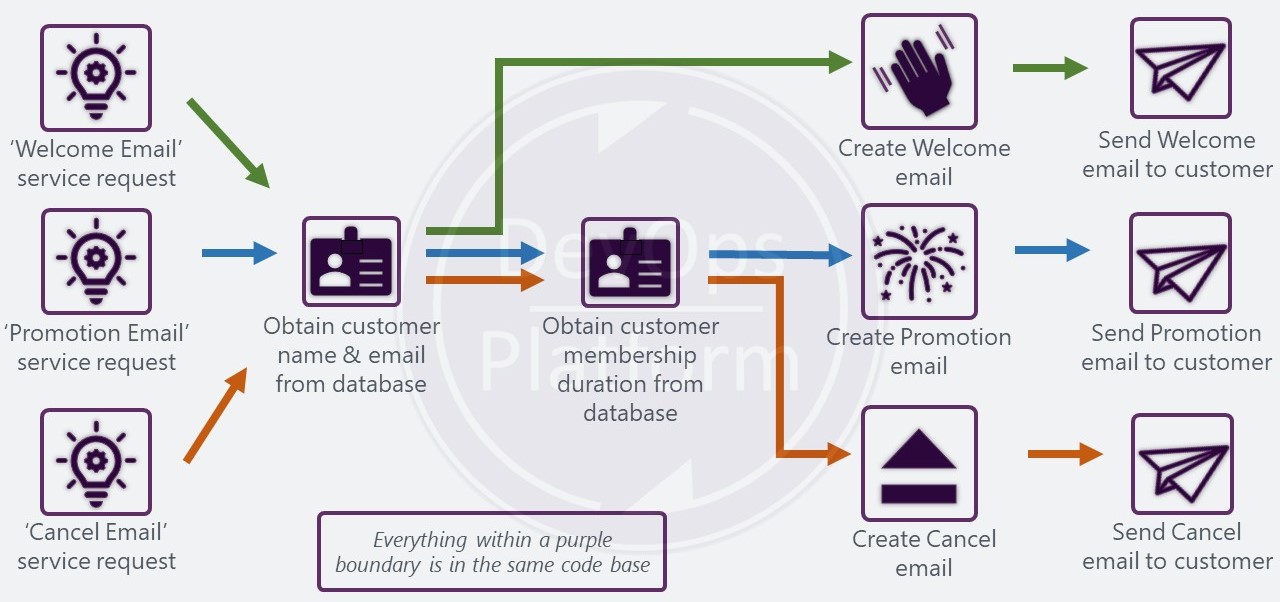 ‘Welcome Email’
service request
‘Promotion Email’
service request
‘Cancel Email’
service request
Obtain customer
name & email
from database
Obtain customer
membership
duration from
database
DevOps
Platform
Create Welcome
email
Send Welcome
email to customer
Create Promotion
email
Send Promotion
email to customer
Create Cancel
email
Send Cancel
email to customer
Everything within a purple
boundary is in the same code base